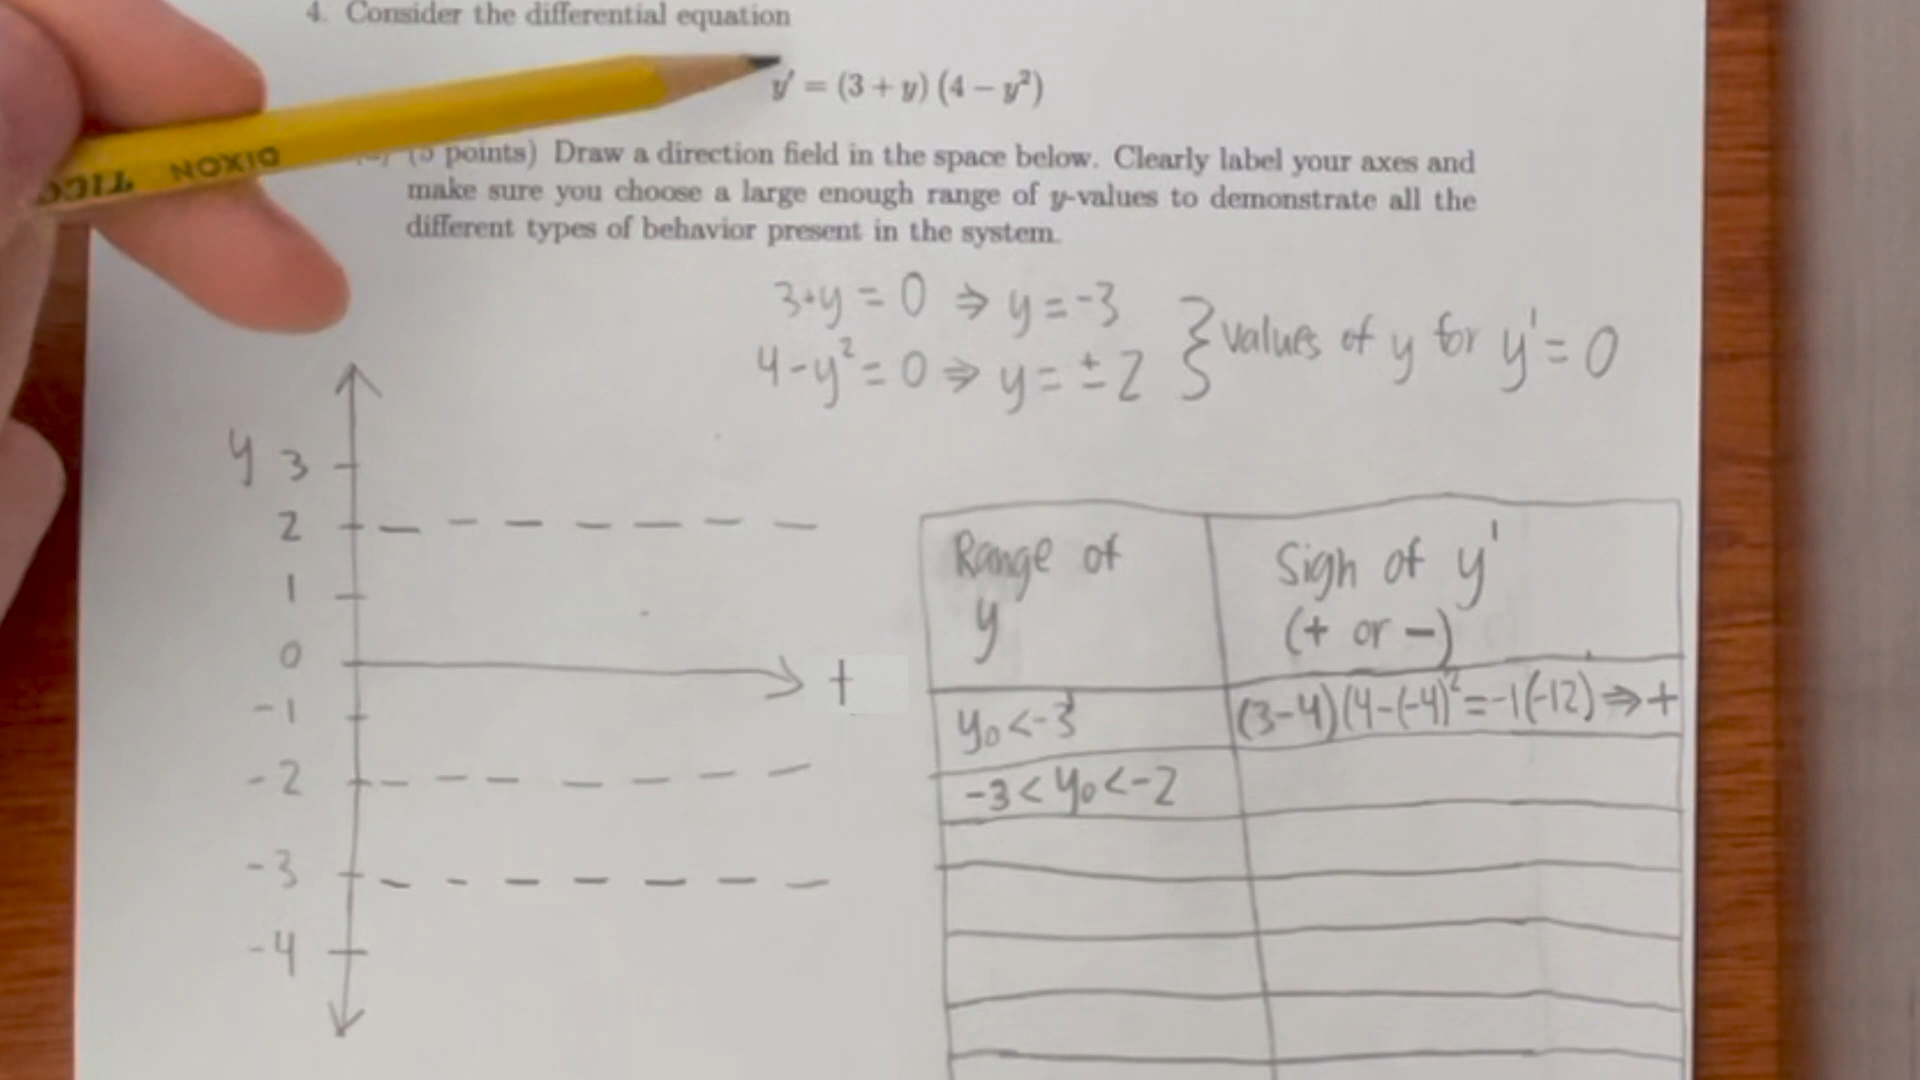 4. Consider the differential equation
y′ = (3 + y) (4 − y²)
points) Draw a direction field in the space below. Clearly label your axes and
make sure you choose a large enough range of y-values to demonstrate all the
different types of behavior present in the system.
DIXON TICO
3+y = 0 ⇒ y = -3
4-y² = 0 ⇒ y = ±2
} values of y for y' = 0
y
3
2
1
0
-1
-2
-3
-4
t
Range of
y
Sigh of y'
(+ or -)
y₀ < -3
(3-4)(4-(-4)² = -1(-12) ⇒ +
-3 < y₀ < -2